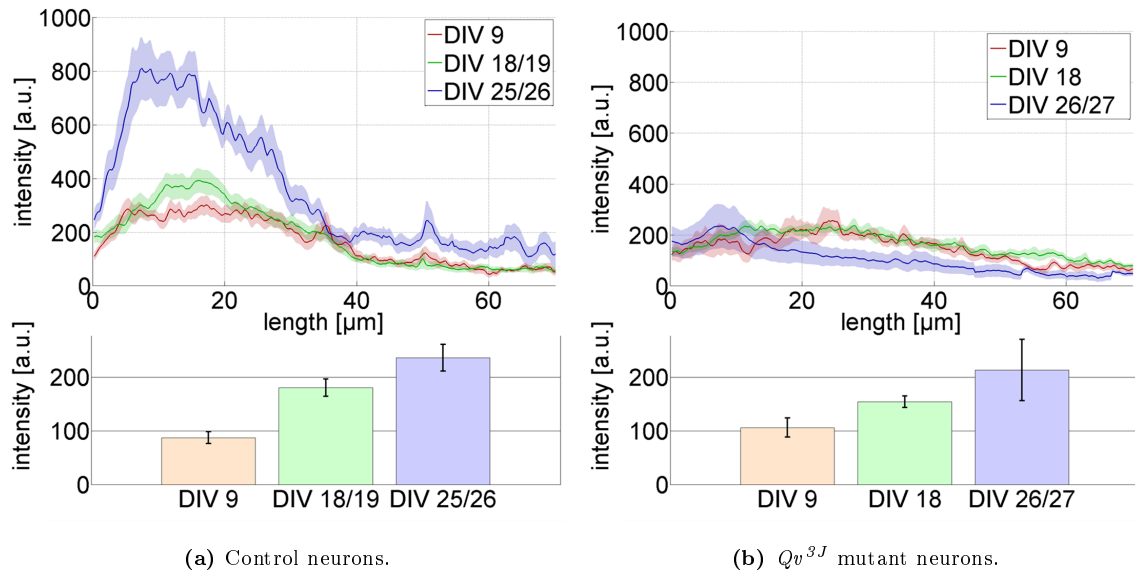 1000
800
600
400
200
0
intensity [a.u.]
DIV 9
DIV 18/19
DIV 25/26
0
20
40
60
length [µm]
200
100
0
intensity [a.u.]
DIV 9
DIV 18/19
DIV 25/26
(a) Control neurons.
1000
800
600
400
200
0
intensity [a.u.]
DIV 9
DIV 18
DIV 26/27
0
20
40
60
length [µm]
200
100
0
intensity [a.u.]
DIV 9
DIV 18
DIV 26/27
(b) Qv³ᴶ mutant neurons.